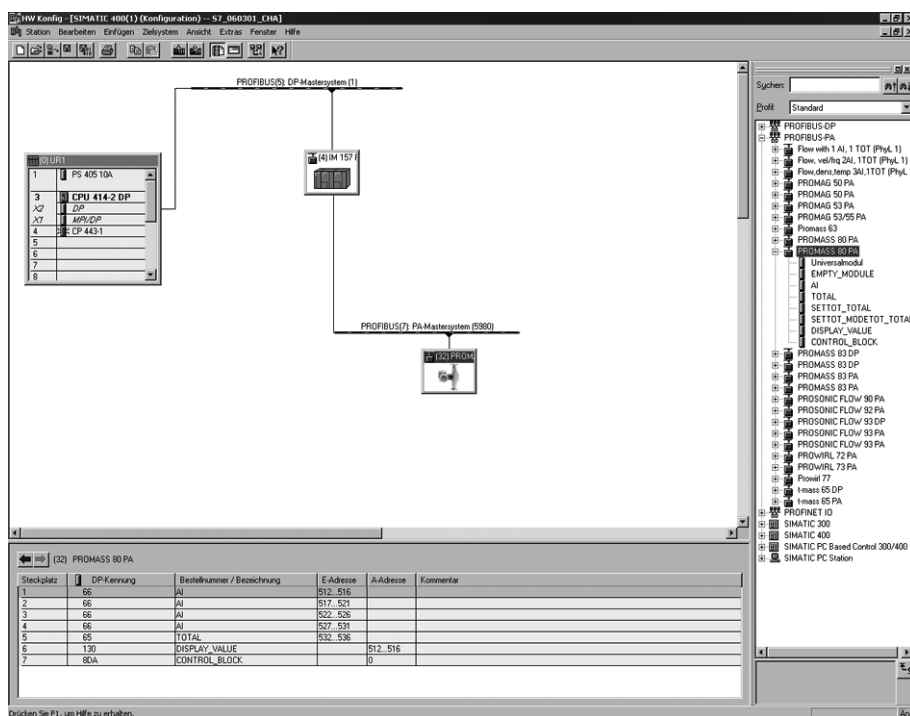 HW Konfig - [SIMATIC 400(1) (Konfiguration) -- S7_060301_CHA]
Station Bearbeiten Einfügen Zielsystem Ansicht Extras Fenster Hilfe
PROFIBUS(5): DP-Mastersystem (1)
(0) UR1
1 PS 405 10A
3 CPU 414-2 DP
X2 DP
X1 MPI/DP
4 CP 443-1
5
6
7
8
(4) IM 157
PROFIBUS(7): PA-Mastersystem (5980)
(32) PROM
Suchen:
Profil: Standard
PROFIBUS-DP
PROFIBUS-PA
Flow with 1 AI, 1 TOT (PhyL 1)
Flow, vel/frq 2AI, 1TOT (PhyL 1)
Flow,dens,temp 3AI,1TOT (PhyL
PROMAG 50 PA
PROMAG 50 PA
PROMAG 53 PA
PROMAG 53/55 PA
Promass 63
PROMASS 80 PA
PROMASS 80 PA
Universalmodul
EMPTY_MODULE
AI
TOTAL
SETTOT_TOTAL
SETTOT_MODETOT_TOTA
DISPLAY_VALUE
CONTROL_BLOCK
PROMASS 83 DP
PROMASS 83 DP
PROMASS 83 PA
PROMASS 83 PA
PROSONIC FLOW 90 PA
PROSONIC FLOW 92 PA
PROSONIC FLOW 93 DP
PROSONIC FLOW 93 PA
PROSONIC FLOW 93 PA
PROWIRL 72 PA
PROWIRL 73 PA
Prowirl 77
t-mass 65 DP
t-mass 65 PA
PROFINET IO
SIMATIC 300
SIMATIC 400
SIMATIC PC Based Control 300/400
SIMATIC PC Station
(32) PROMASS 80 PA
Steckplatz DP-Kennung Bestellnummer / Bezeichnung E-Adresse A-Adresse Kommentar
1 66 AI 512...516
2 66 AI 517...521
3 66 AI 522...526
4 66 AI 527...531
5 65 TOTAL 532...536
6 130 DISPLAY_VALUE 512...516
7 8DA CONTROL_BLOCK 0
Drücken Sie F1, um Hilfe zu erhalten.